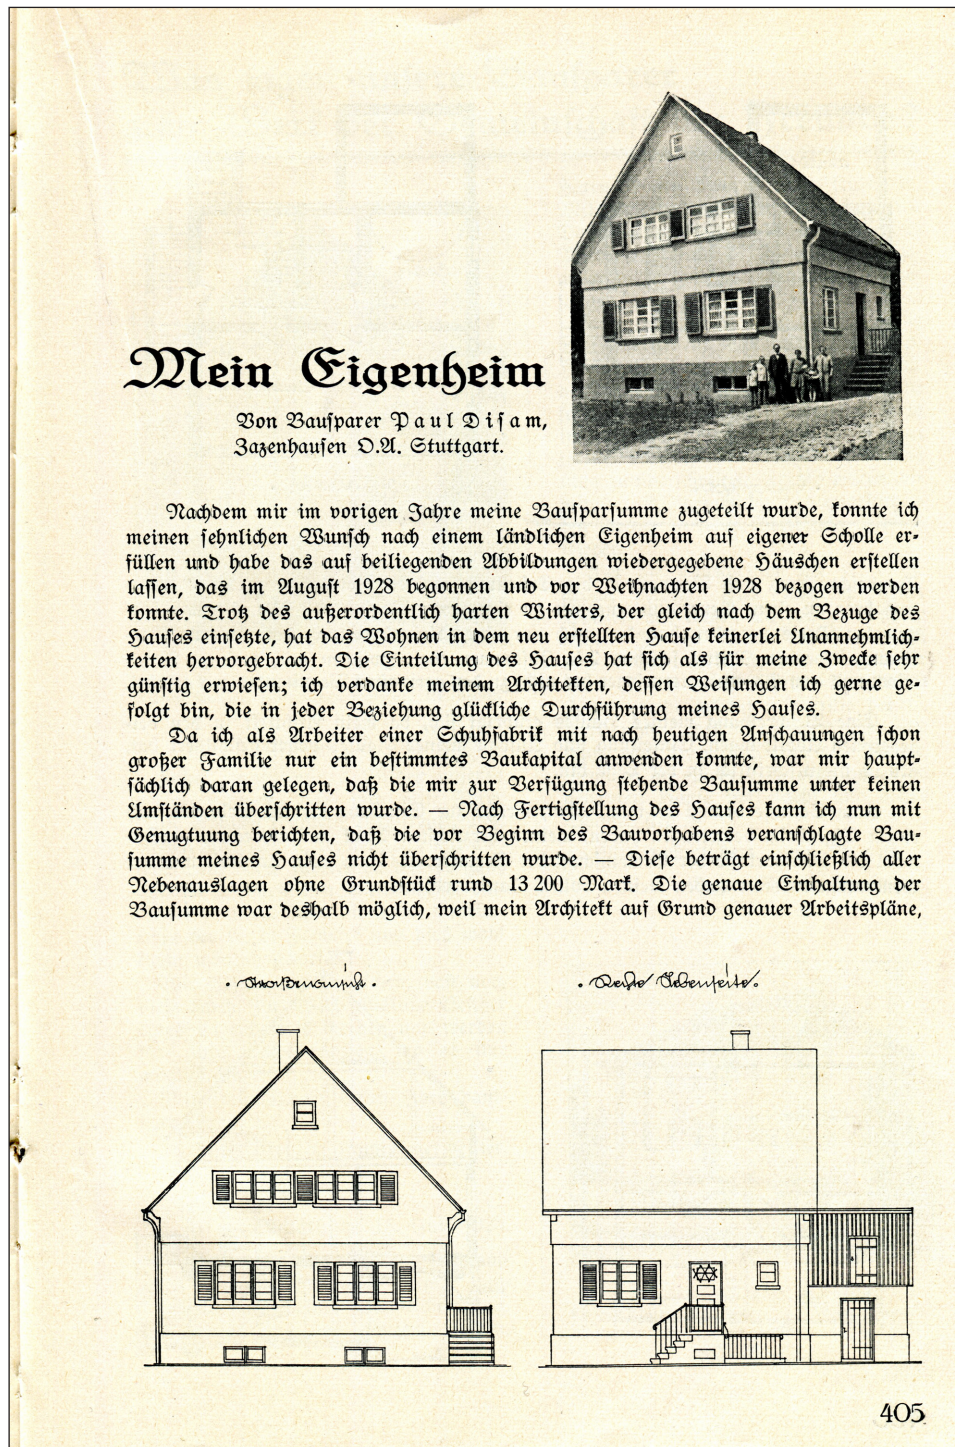 Mein Eigenheim
Von Bausparer Paul Disam,
Zazenhausen O.A. Stuttgart.
Nachdem mir im vorigen Jahre meine Bausparsumme zugeteilt wurde, konnte ich
meinen sehnlichen Wunsch nach einem ländlichen Eigenheim auf eigener Scholle er-
füllen und habe das auf beiliegenden Abbildungen wiedergegebene Häuschen erstellen
lassen, das im August 1928 begonnen und vor Weihnachten 1928 bezogen werden
konnte. Trotz des außerordentlich harten Winters, der gleich nach dem Bezuge des
Hauses einsetzte, hat das Wohnen in dem neu erstellten Hause keinerlei Unannehmlich-
keiten hervorgebracht. Die Einteilung des Hauses hat sich als für meine Zwecke sehr
günstig erwiesen; ich verdanke meinem Architekten, dessen Weisungen ich gerne ge-
folgt bin, die in jeder Beziehung glückliche Durchführung meines Hauses.
Da ich als Arbeiter einer Schuhfabrik mit nach heutigen Anschauungen schon
großer Familie nur ein bestimmtes Baukapital anwenden konnte, war mir haupt-
sächlich daran gelegen, daß die mir zur Verfügung stehende Bausumme unter keinen
Umständen überschritten wurde. — Nach Fertigstellung des Hauses kann ich nun mit
Genugtuung berichten, daß die vor Beginn des Bauvorhabens veranschlagte Bau-
summe meines Hauses nicht überschritten wurde. — Diese beträgt einschließlich aller
Nebenauslagen ohne Grundstück rund 13 200 Mark. Die genaue Einhaltung der
Bausumme war deshalb möglich, weil mein Architekt auf Grund genauer Arbeitspläne,
· Straßenansicht ·
· Rechte Nebenseite ·
405